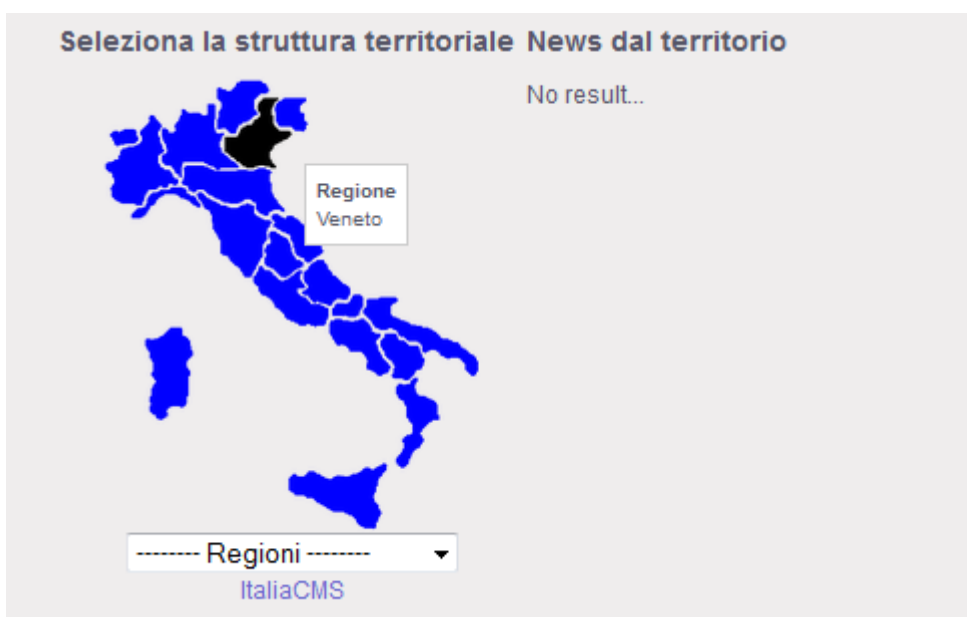 Seleziona la struttura territoriale
News dal territorio
No result...
Regione
Veneto
-------- Regioni --------
ItaliaCMS